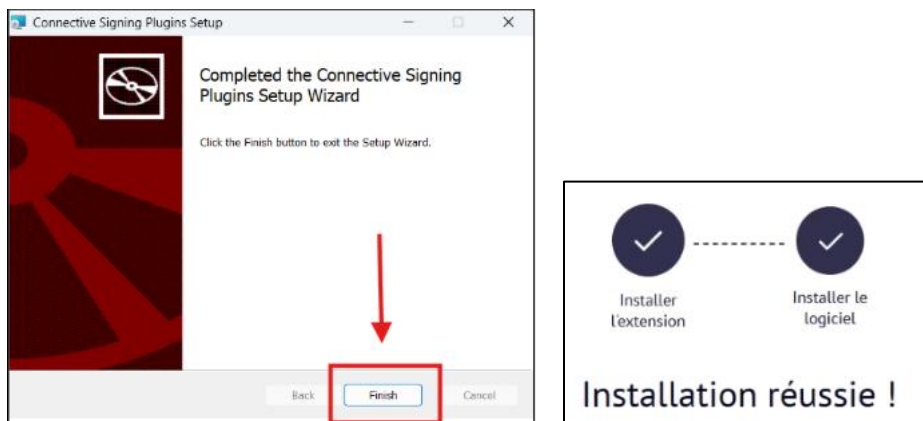 Connective Signing Plugins Setup
Completed the Connective Signing
Plugins Setup Wizard
Click the Finish button to exit the Setup Wizard.
Back
Finish
Cancel
Installer
l'extension
Installer le
logiciel
Installation réussie !